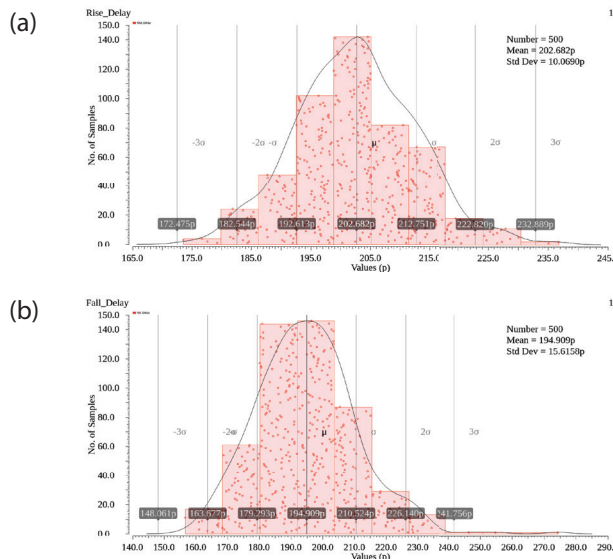 (a)
Rise_Delay
1
Rise_Delay
150.0
140.0
120.0
100.0
80.0
60.0
40.0
20.0
0.0
No. of Samples
Number = 500
Mean = 202.682p
Std Dev = 10.0690p
-3σ
-2σ
-σ
μ
σ
2σ
3σ
172.475p
182.544p
192.613p
202.682p
212.751p
222.820p
232.889p
165.0
175.0
185.0
195.0
205.0
215.0
225.0
235.0
245.
Values (p)
(b)
Fall_Delay
1
Fall_Delay
150.0
140.0
120.0
100.0
80.0
60.0
40.0
20.0
0.0
No. of Samples
Number = 500
Mean = 194.909p
Std Dev = 15.6158p
-3σ
-2σ
-σ
μ
σ
2σ
3σ
148.061p
163.677p
179.293p
194.909p
210.524p
226.140p
241.756p
140.0
150.0
160.0
170.0
180.0
190.0
200.0
210.0
220.0
230.0
240.0
250.0
260.0
270.0
280.0
290.0
Values (p)